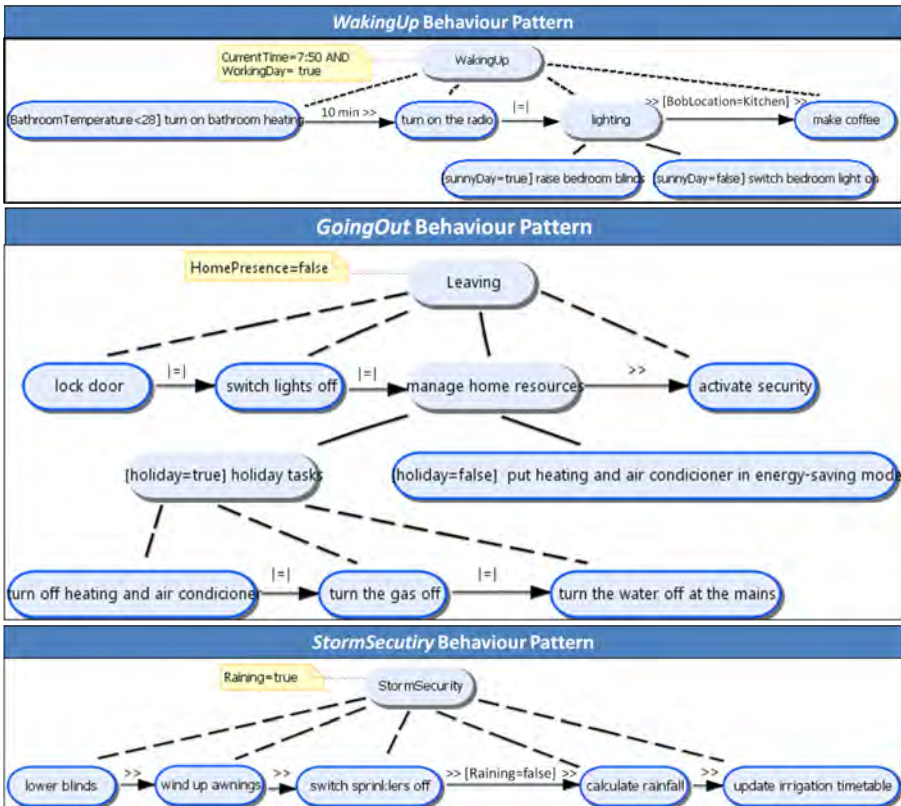 WakingUp Behaviour Pattern
CurrentTime=7:50 AND
WorkingDay= true
WakingUp
[BathroomTemperature<28] turn on bathroom heating
10 min >>
turn on the radio
|=|
lighting
>> [BobLocation=Kitchen] >>
make coffee
[sunnyDay=true] raise bedroom blinds
[sunnyDay=false] switch bedroom light on
GoingOut Behaviour Pattern
HomePresence=false
Leaving
lock door
|=|
switch lights off
|=|
manage home resources
>>
activate security
[holiday=true] holiday tasks
[holiday=false] put heating and air condicioner in energy-saving mode
turn off heating and air condicioner
|=|
turn the gas off
|=|
turn the water off at the mains
StormSecutiry Behaviour Pattern
Raining=true
StormSecurity
lower blinds
>>
wind up awnings
>>
switch sprinklers off
>> [Raining=false] >>
calculate rainfall
>>
update irrigation timetable